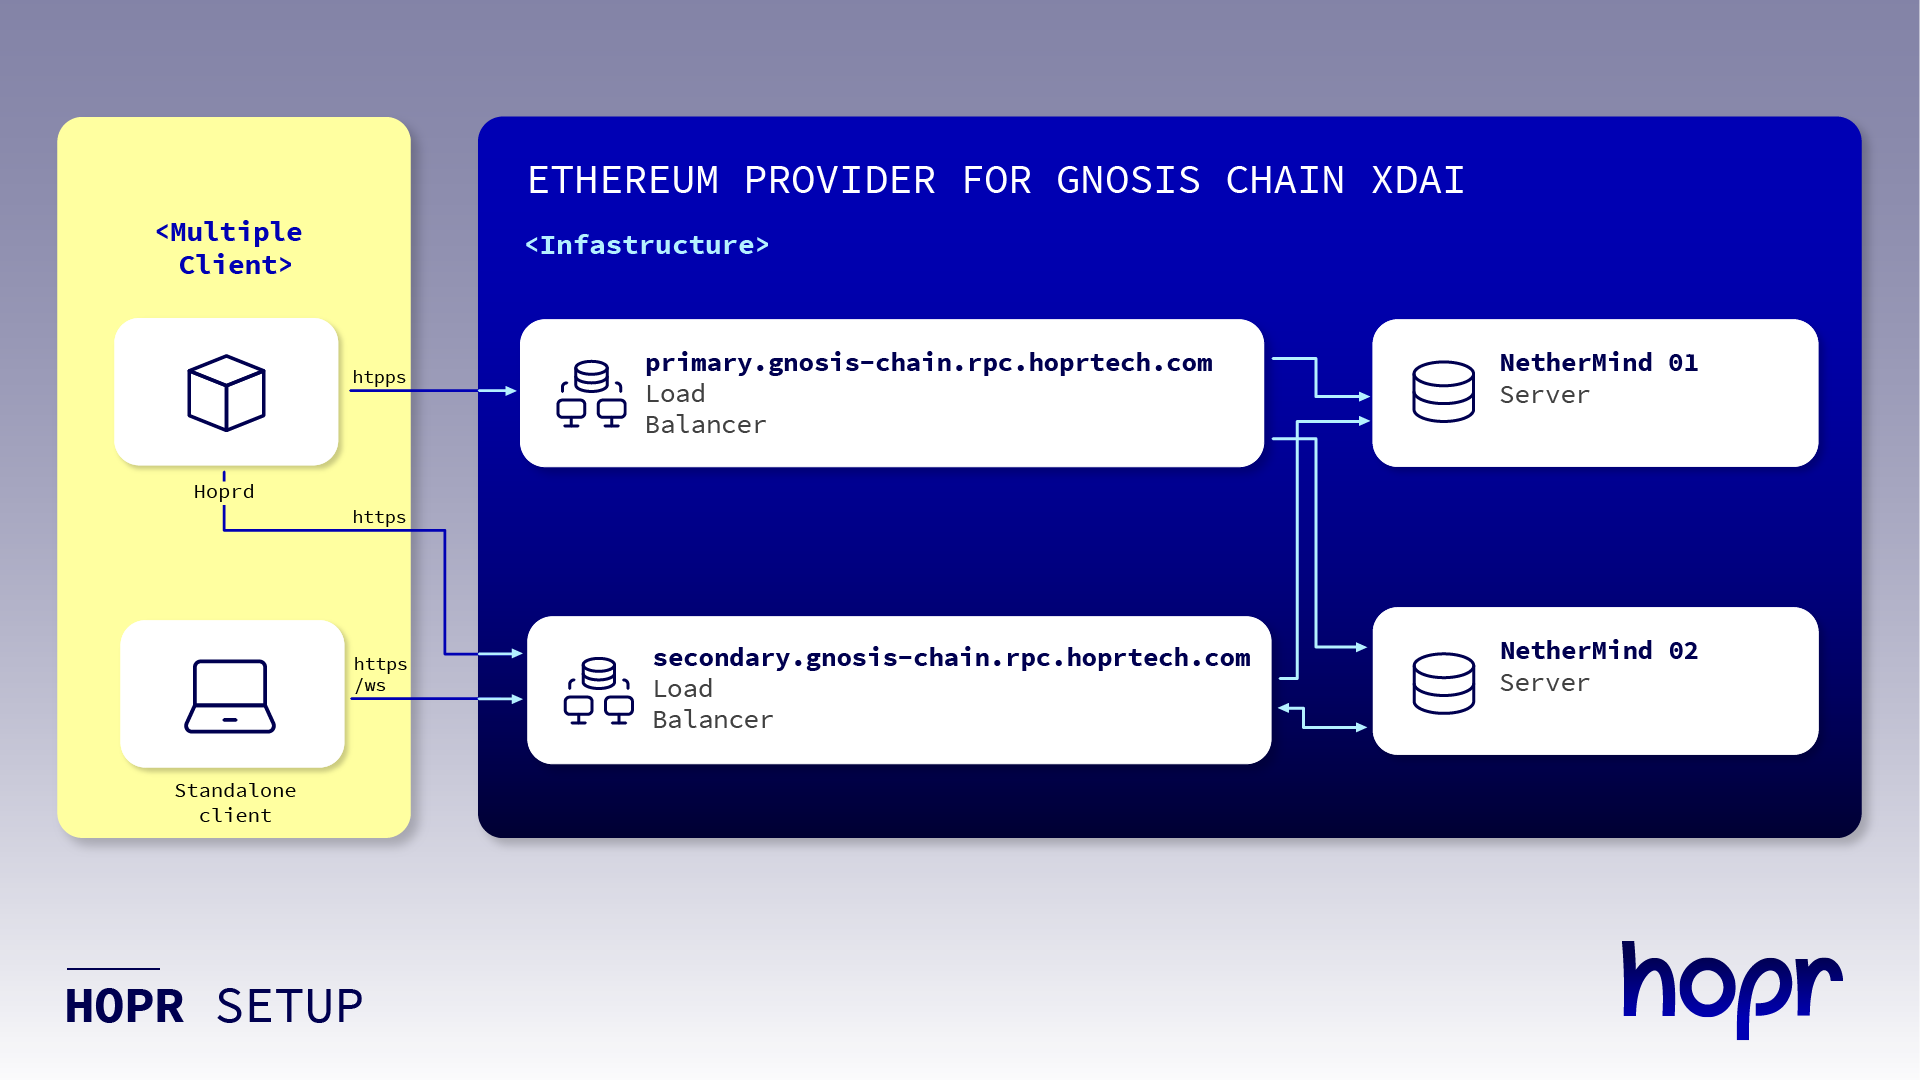 ETHEREUM PROVIDER FOR GNOSIS CHAIN XDAI
<Infastructure>
<Multiple
Client>
htpps
Hoprd
https
https
/ws
Standalone
client
primary.gnosis-chain.rpc.hoprtech.com
Load
Balancer
secondary.gnosis-chain.rpc.hoprtech.com
Load
Balancer
NetherMind 01
Server
NetherMind 02
Server
HOPR SETUP
hopr